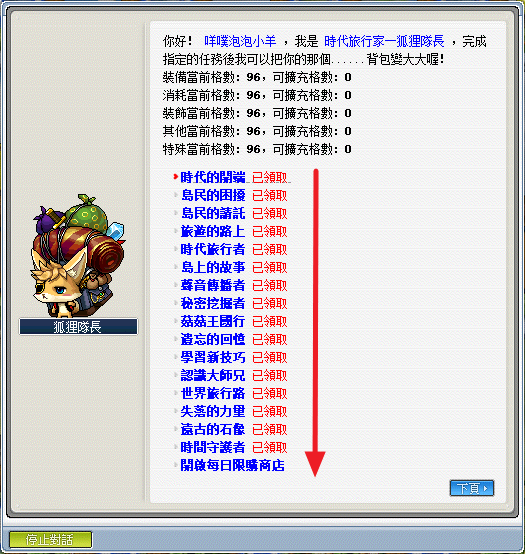 你好! 咩噗泡泡小羊 , 我是 時代旅行家—狐狸隊長 , 完成
指定的任務後我可以把你的那個......背包變大大喔!
裝備當前格數: 96, 可擴充格數: 0
消耗當前格數: 96, 可擴充格數: 0
裝飾當前格數: 96, 可擴充格數: 0
其他當前格數: 96, 可擴充格數: 0
特殊當前格數: 96, 可擴充格數: 0
時代的開端 已領取
島民的困擾 已領取
島民的請託 已領取
旅遊的路上 已領取
時代旅行者 已領取
島上的故事 已領取
聲音傳播者 已領取
秘密挖掘者 已領取
菇菇王國行 已領取
遺忘的回憶 已領取
學習新技巧 已領取
認識大師兄 已領取
世界旅行路 已領取
失落的力量 已領取
遠古的石像 已領取
時間守護者 已領取
開啟每日限購商店
狐狸隊長
下頁
停止對話